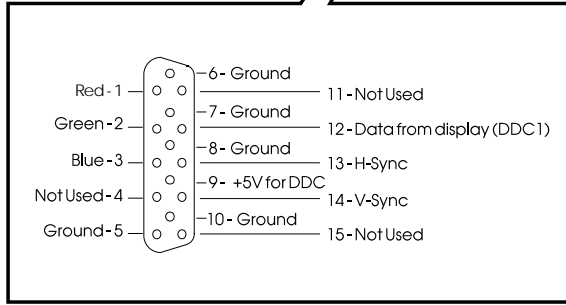 6- Ground
Red-1
11-Not Used
7- Ground
Green-2
12-Data from display (DDC1)
8- Ground
Blue-3
13-H-Sync
9- +5V for DDC
Not Used-4
14-V-Sync
10- Ground
Ground-5
15-Not Used